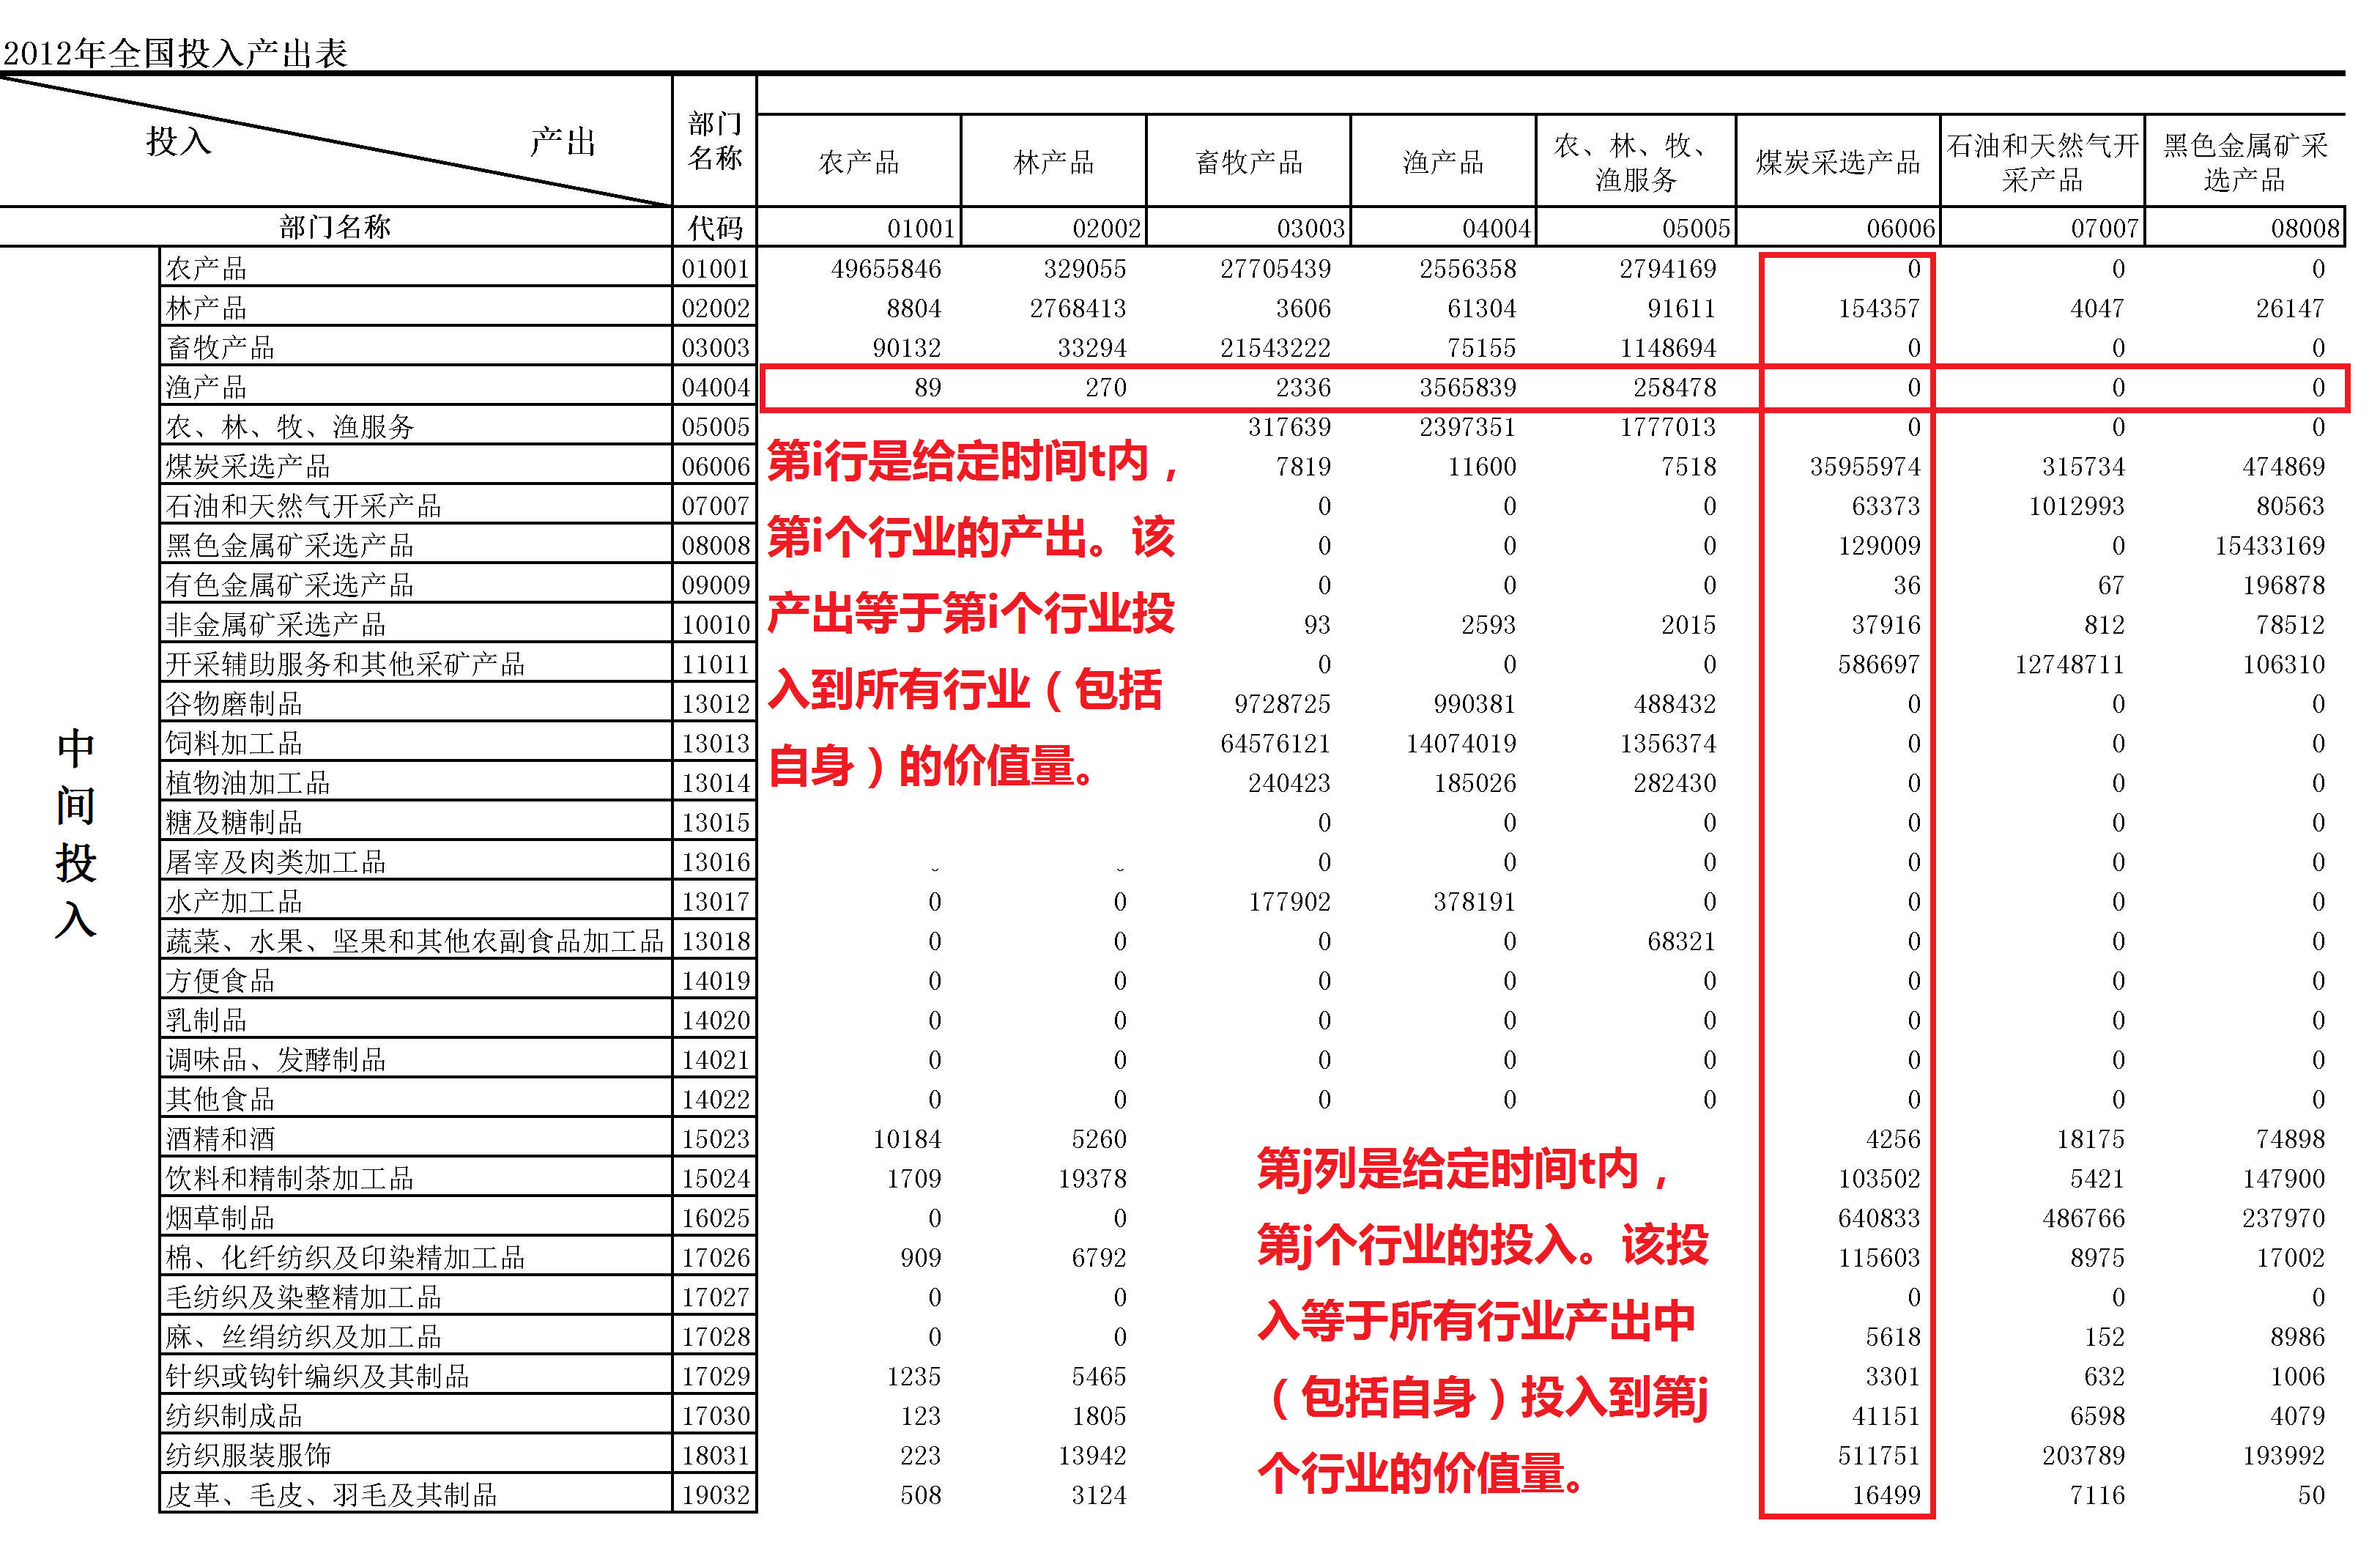 2012年全国投入产出表
投入 产出 部门名称
农产品 林产品 畜牧产品 渔产品 农、林、牧、渔服务 煤炭采选产品 石油和天然气开采产品 黑色金属矿采选产品
部门名称 代码 01001 02002 03003 04004 05005 06006 07007 08008
中间投入
农产品 01001 49655846 329055 27705439 2556358 2794169 0 0 0
林产品 02002 8804 2768413 3606 61304 91611 154357 4047 26147
畜牧产品 03003 90132 33294 21543222 75155 1148694 0 0 0
渔产品 04004 89 270 2336 3565839 258478 0 0 0
农、林、牧、渔服务 05005 317639 2397351 1777013 0 0 0
煤炭采选产品 06006 7819 11600 7518 35955974 315734 474869
石油和天然气开采产品 07007 0 0 0 63373 1012993 80563
黑色金属矿采选产品 08008 0 0 0 129009 0 15433169
有色金属矿采选产品 09009 0 0 0 36 67 196878
非金属矿采选产品 10010 93 2593 2015 37916 812 78512
开采辅助服务和其他采矿产品 11011 0 0 0 586697 12748711 106310
谷物磨制品 13012 9728725 990381 488432 0 0 0
饲料加工品 13013 64576121 14074019 1356374 0 0 0
植物油加工品 13014 240423 185026 282430 0 0 0
糖及糖制品 13015 0 0 0 0 0 0
屠宰及肉类加工品 13016 0 0 0 0 0 0
水产加工品 13017 0 0 177902 378191 0 0 0 0
蔬菜、水果、坚果和其他农副食品加工品 13018 0 0 0 0 68321 0 0 0
方便食品 14019 0 0 0 0 0 0 0 0
乳制品 14020 0 0 0 0 0 0 0 0
调味品、发酵制品 14021 0 0 0 0 0 0 0 0
其他食品 14022 0 0 0 0 0 0 0 0
酒精和酒 15023 10184 5260 4256 18175 74898
饮料和精制茶加工品 15024 1709 19378 103502 5421 147900
烟草制品 16025 0 0 640833 486766 237970
棉、化纤纺织及印染精加工品 17026 909 6792 115603 8975 17002
毛纺织及染整精加工品 17027 0 0 0 0 0
麻、丝绢纺织及加工品 17028 0 0 5618 152 8986
针织或钩针编织及其制品 17029 1235 5465 3301 632 1006
纺织制成品 17030 123 1805 41151 6598 4079
纺织服装服饰 18031 223 13942 511751 203789 193992
皮革、毛皮、羽毛及其制品 19032 508 3124 16499 7116 50
第i行是给定时间t内，
第i个行业的产出。该
产出等于第i个行业投
入到所有行业（包括
自身）的价值量。
第j列是给定时间t内，
第j个行业的投入。该投
入等于所有行业产出中
（包括自身）投入到第j
个行业的价值量。